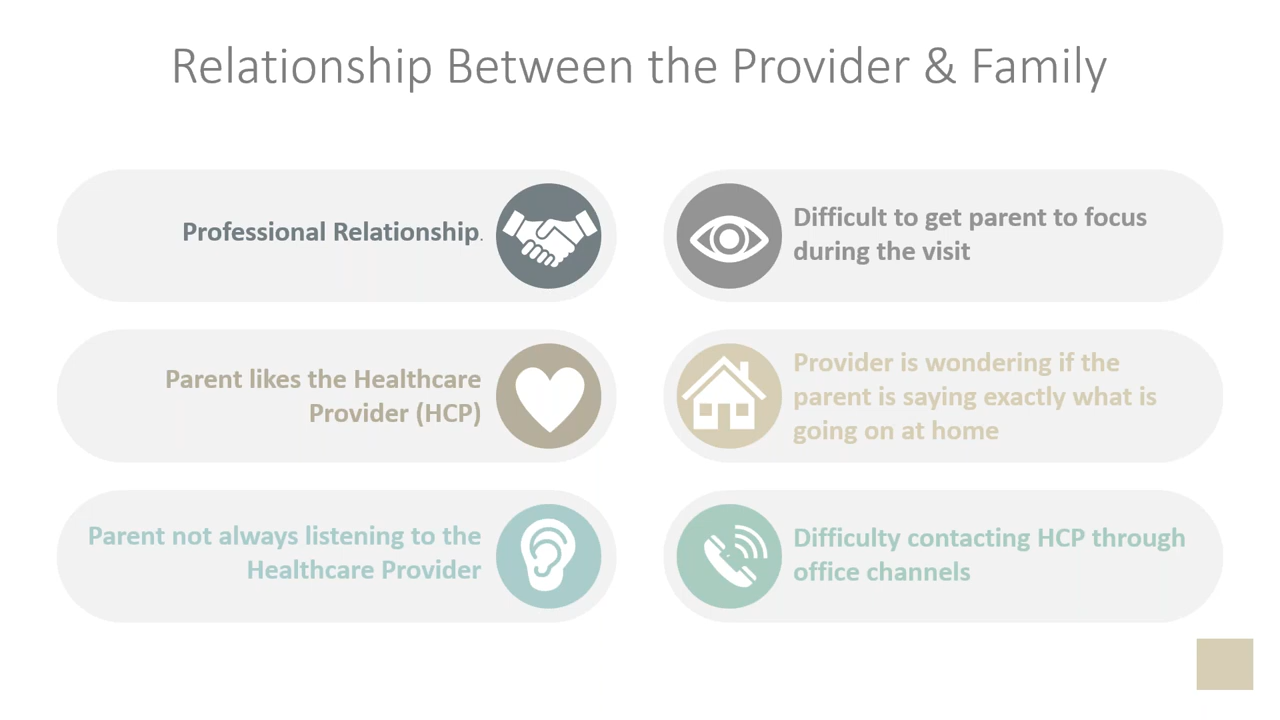 Relationship Between the Provider & Family
Professional Relationship.
Difficult to get parent to focus
during the visit
Parent likes the Healthcare
Provider (HCP)
Provider is wondering if the
parent is saying exactly what is
going on at home
Parent not always listening to the
Healthcare Provider
Difficulty contacting HCP through
office channels